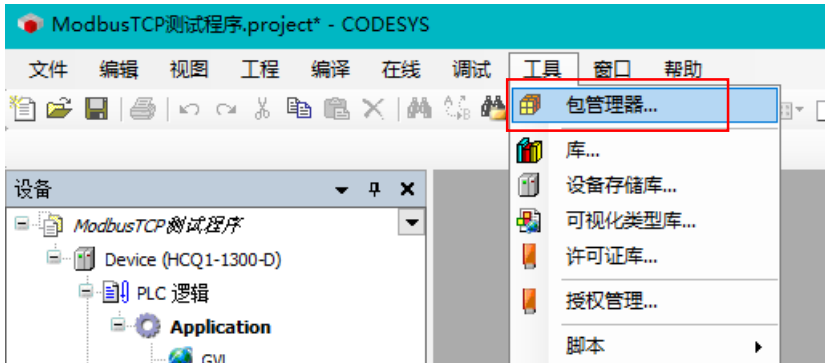 ModbusTCP测试程序.project* - CODESYS
文件 编辑 视图 工程 编译 在线 调试 工具 窗口 帮助
包管理器...
库...
设备存储库...
可视化类型库...
许可证库...
授权管理...
脚本
设备
ModbusTCP测试程序
Device (HCQ1-1300-D)
PLC 逻辑
Application
GVL